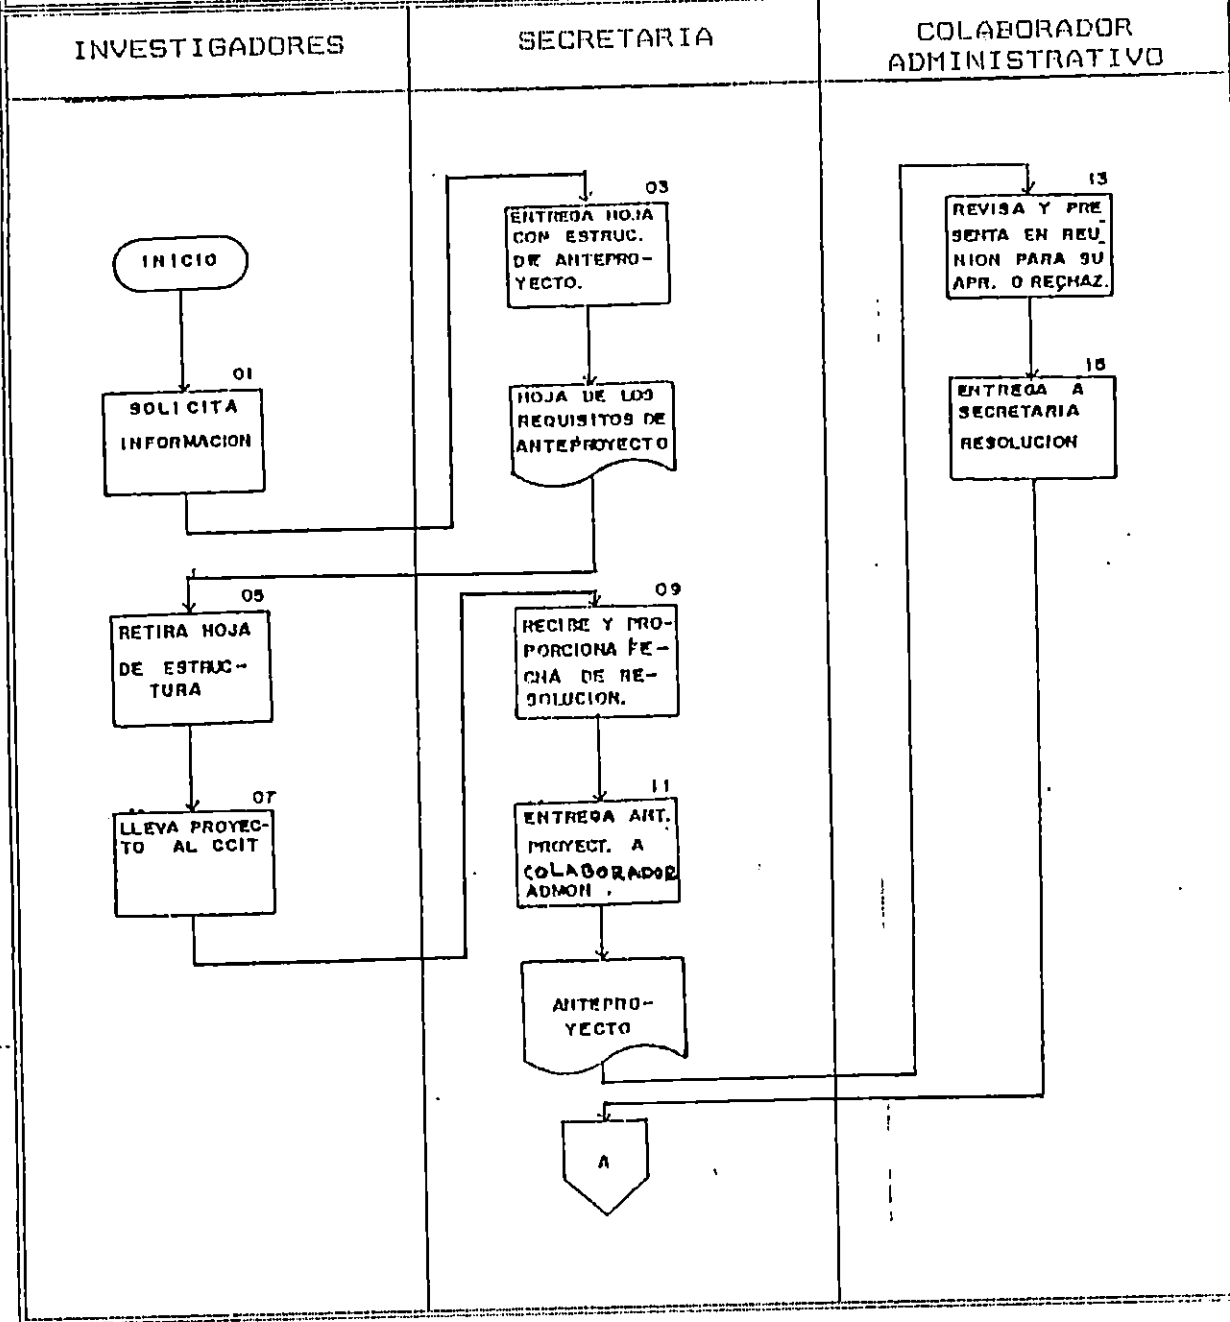 INVESTIGADORES
SECRETARIA
COLABORADOR
ADMINISTRATIVO
INICIO
01
SOLICITA
INFORMACION
03
ENTREGA HOJA
CON ESTRUC.
DE ANTEPRO-
YECTO.
HOJA DE LOS
REQUISITOS DE
ANTEPROYECTO
05
RETIRA HOJA
DE ESTRUC-
TURA
07
LLEVA PROYEC-
TO AL CCIT
09
RECIBE Y PRO-
PORCIONA FE-
CHA DE RE-
SOLUCION.
11
ENTREGA ANT.
PROYECT. A
COLABORADOR
ADMON .
ANTEPRO-
YECTO
13
REVISA Y PRE_
SENTA EN REU_
NION PARA SU
APR. O RECHAZ.
15
ENTREGA A
SECRETARIA
RESOLUCION
A